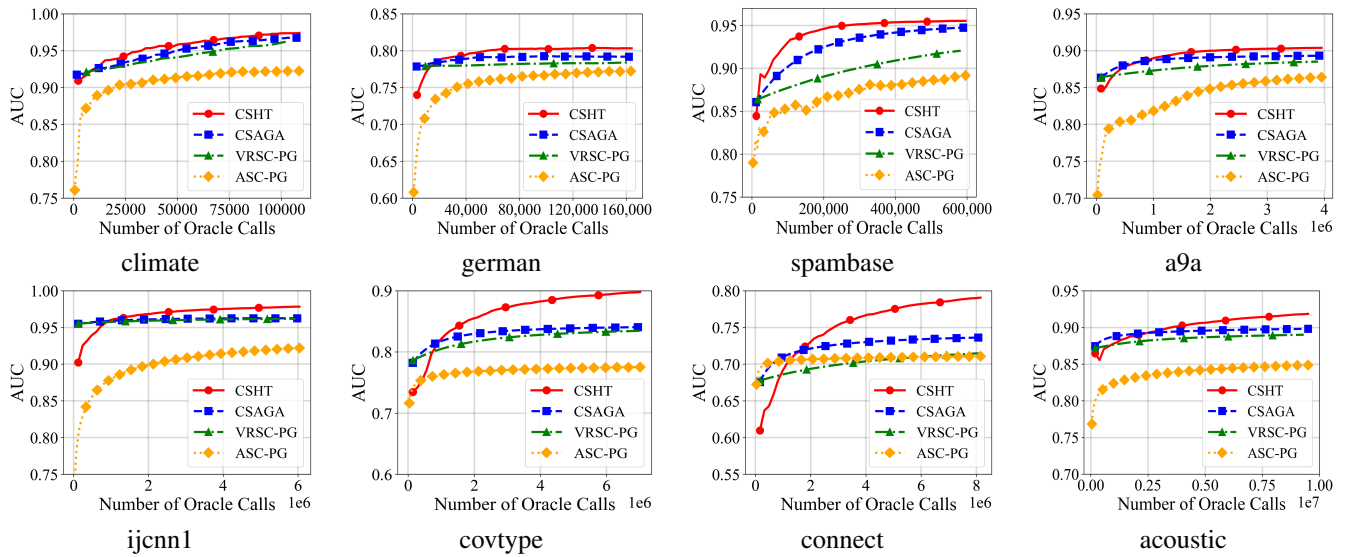 1.00
0.95
0.90
0.85
0.80
0.75
AUC
CSHT
CSAGA
VRSC-PG
ASC-PG
0 25000 50000 75000 100000
Number of Oracle Calls
climate
0.85
0.80
0.75
0.70
0.65
0.60
AUC
CSHT
CSAGA
VRSC-PG
ASC-PG
0 40,000 80,000 120,000 160,000
Number of Oracle Calls
german
0.95
0.90
0.85
0.80
0.75
AUC
CSHT
CSAGA
VRSC-PG
ASC-PG
0 200,000 400,000 600,000
Number of Oracle Calls
spambase
0.95
0.90
0.85
0.80
0.75
0.70
AUC
CSHT
CSAGA
VRSC-PG
ASC-PG
0 1 2 3 4
Number of Oracle Calls 1e6
a9a
1.00
0.95
0.90
0.85
0.80
0.75
AUC
CSHT
CSAGA
VRSC-PG
ASC-PG
0 2 4 6
Number of Oracle Calls 1e6
ijcnn1
0.9
0.8
0.7
0.6
AUC
CSHT
CSAGA
VRSC-PG
ASC-PG
0 2 4 6
Number of Oracle Calls 1e6
covtype
0.80
0.75
0.70
0.65
0.60
0.55
AUC
CSHT
CSAGA
VRSC-PG
ASC-PG
0 2 4 6 8
Number of Oracle Calls 1e6
connect
0.95
0.90
0.85
0.80
0.75
0.70
AUC
CSHT
CSAGA
VRSC-PG
ASC-PG
0.00 0.25 0.50 0.75 1.00
Number of Oracle Calls 1e7
acoustic